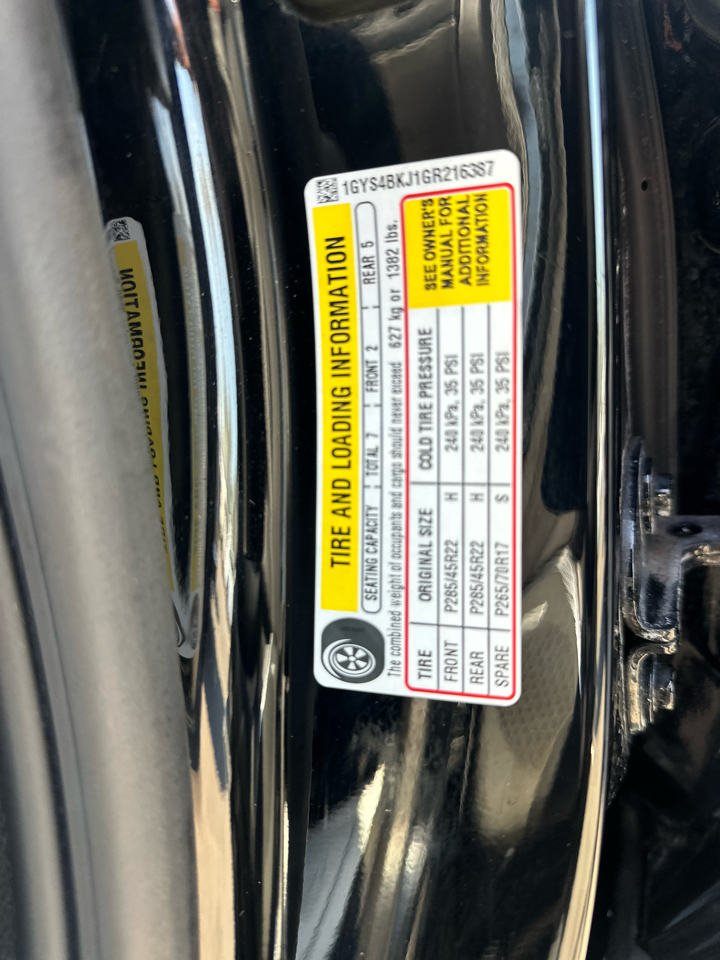 1GYS4BKJ1GR216387
TIRE AND LOADING INFORMATION
SEATING CAPACITY TOTAL 7 FRONT 2 REAR 5
The combined weight of occupants and cargo should never exceed 627 kg or 1382 lbs.
TIRE ORIGINAL SIZE COLD TIRE PRESSURE
FRONT P285/45R22 H 240 kPa, 35 PSI
REAR P285/45R22 H 240 kPa, 35 PSI
SPARE P265/70R17 S 240 kPa, 35 PSI
SEE OWNER'S
MANUAL FOR
ADDITIONAL
INFORMATION